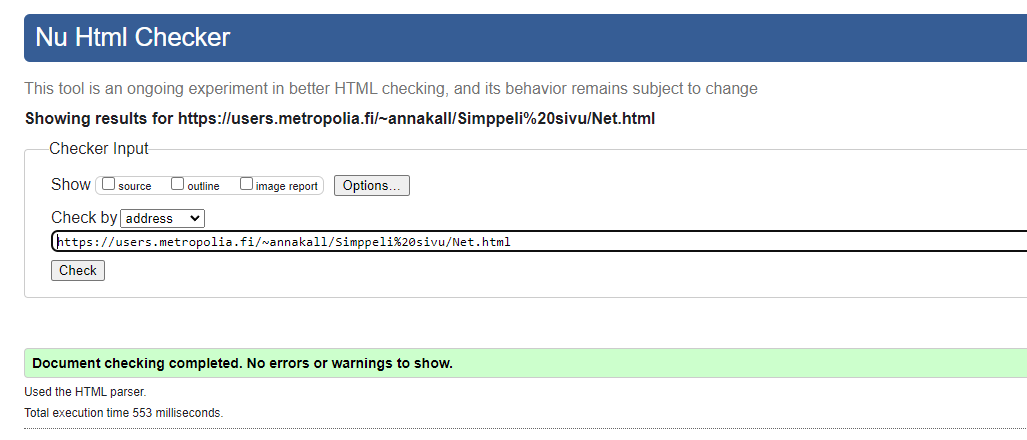 Nu Html Checker
This tool is an ongoing experiment in better HTML checking, and its behavior remains subject to change
Showing results for https://users.metropolia.fi/~annakall/Simppeli%20sivu/Net.html
Checker Input
Show source outline image report Options...
Check by address
https://users.metropolia.fi/~annakall/Simppeli%20sivu/Net.html
Check
Document checking completed. No errors or warnings to show.
Used the HTML parser.
Total execution time 553 milliseconds.